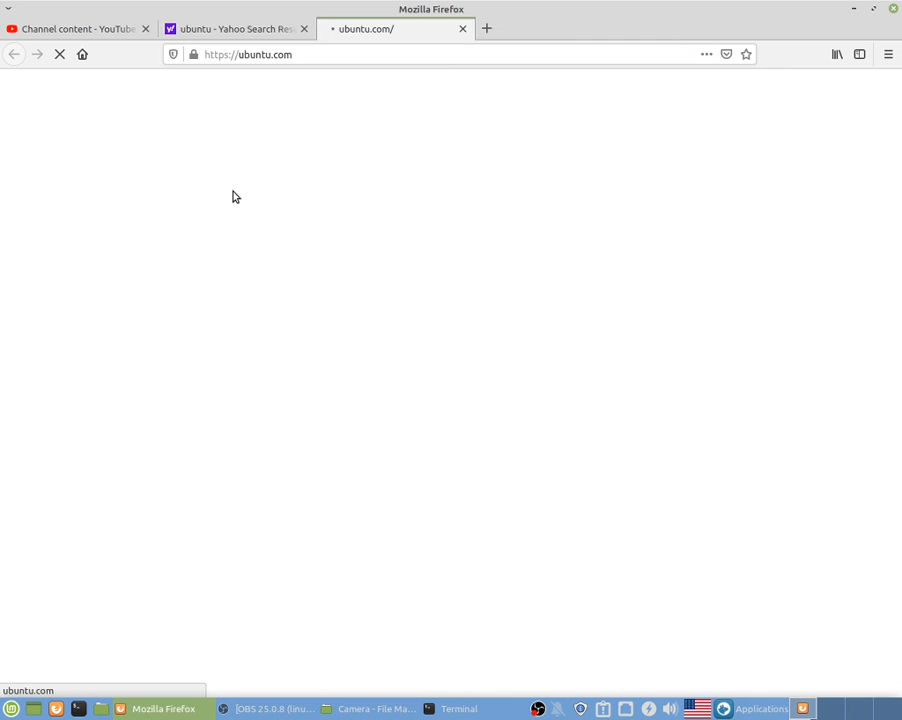 Mozilla Firefox
Channel content - YouTube
ubuntu - Yahoo Search Res
ubuntu.com/
https://ubuntu.com
ubuntu.com
Mozilla Firefox
[OBS 25.0.8 (linu...
Camera - File Ma...
Terminal
Applications